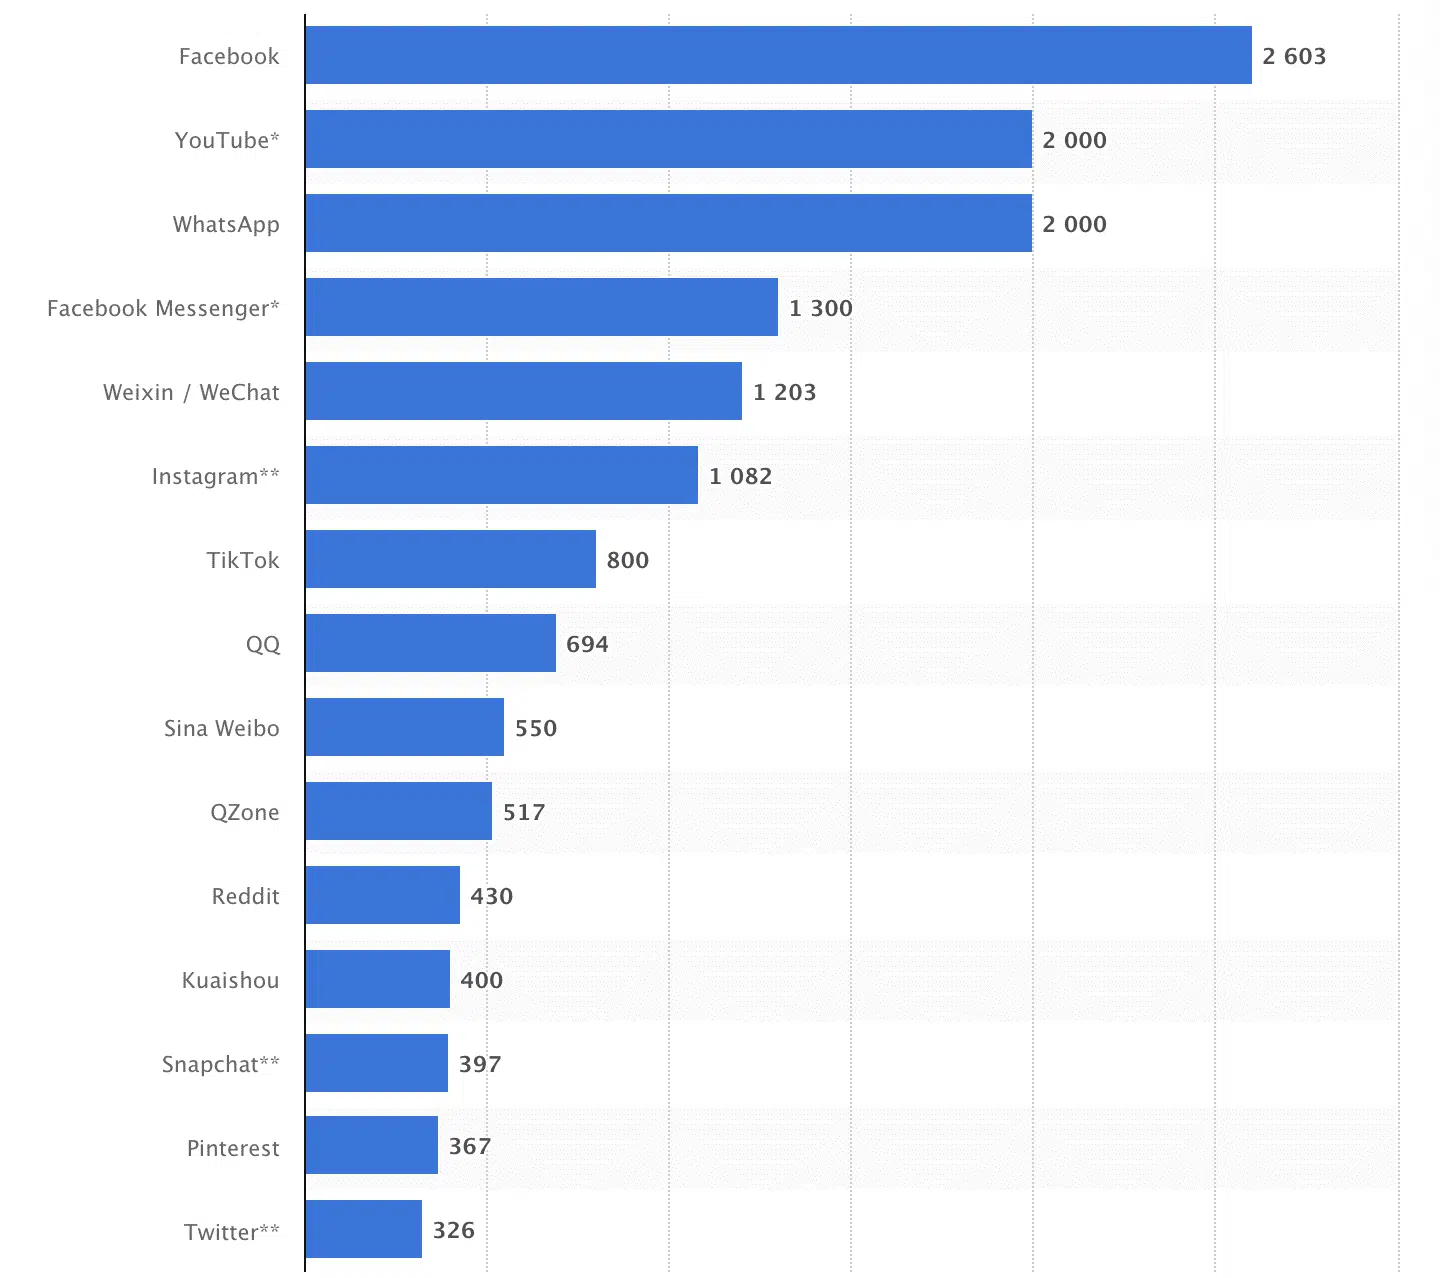 Facebook 2 603
YouTube* 2 000
WhatsApp 2 000
Facebook Messenger* 1 300
Weixin / WeChat 1 203
Instagram** 1 082
TikTok 800
QQ 694
Sina Weibo 550
QZone 517
Reddit 430
Kuaishou 400
Snapchat** 397
Pinterest 367
Twitter** 326